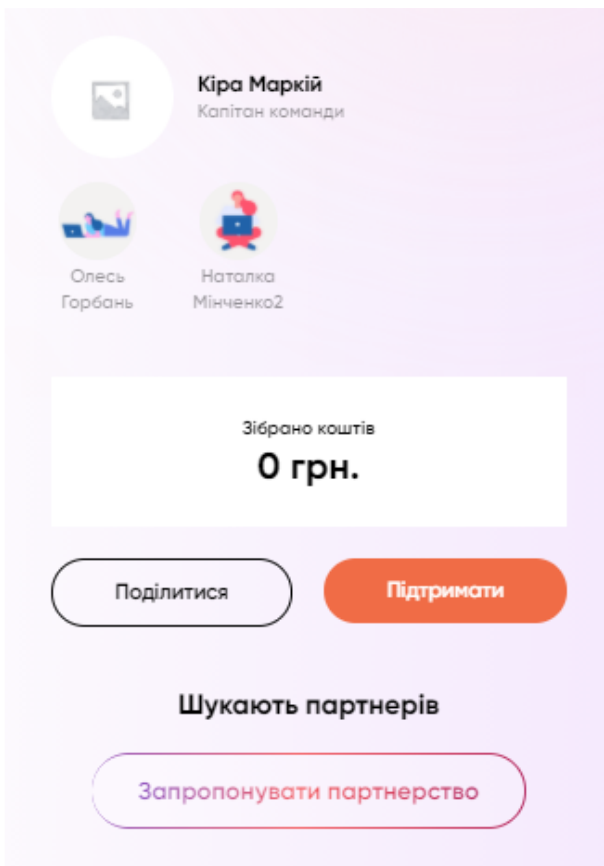 Кіра Маркій
Капітан команди
Олесь
Горбань
Наталка
Мінченко2
Зібрано коштів
0 грн.
Поділитися
Підтримати
Шукають партнерів
Запропонувати партнерство